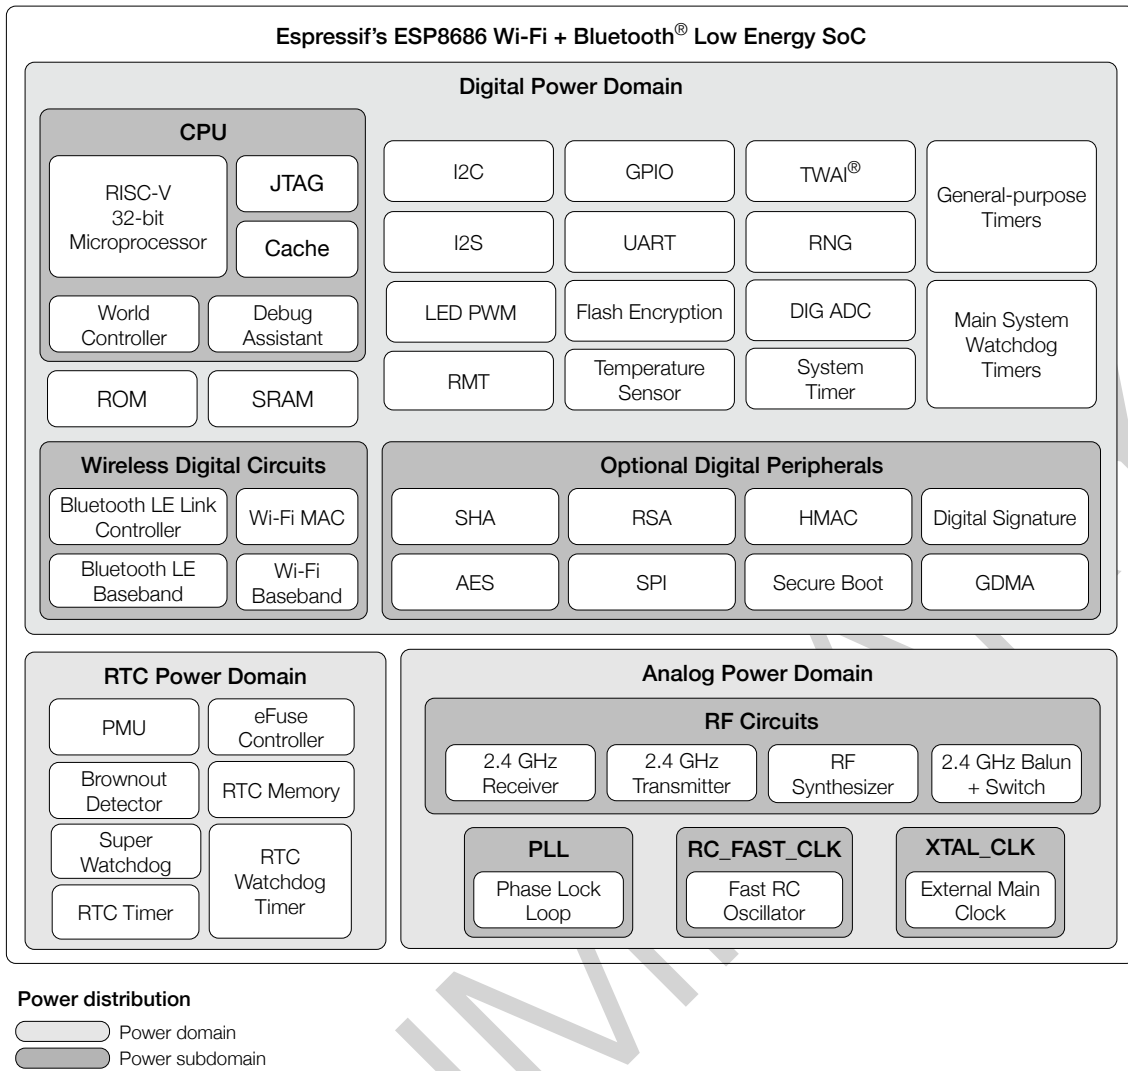 Espressif's ESP8686 Wi-Fi + Bluetooth® Low Energy SoC
Digital Power Domain
CPU
RISC-V
32-bit
Microprocessor
JTAG
Cache
World
Controller
Debug
Assistant
ROM
SRAM
I2C
GPIO
TWAI®
General-purpose
Timers
I2S
UART
RNG
LED PWM
Flash Encryption
DIG ADC
Main System
Watchdog
Timers
RMT
Temperature
Sensor
System
Timer
Wireless Digital Circuits
Bluetooth LE Link
Controller
Wi-Fi MAC
Bluetooth LE
Baseband
Wi-Fi
Baseband
Optional Digital Peripherals
SHA
RSA
HMAC
Digital Signature
AES
SPI
Secure Boot
GDMA
RTC Power Domain
PMU
eFuse
Controller
Brownout
Detector
RTC Memory
Super
Watchdog
RTC
Watchdog
Timer
RTC Timer
Analog Power Domain
RF Circuits
2.4 GHz
Receiver
2.4 GHz
Transmitter
RF
Synthesizer
2.4 GHz Balun
+ Switch
PLL
Phase Lock
Loop
RC_FAST_CLK
Fast RC
Oscillator
XTAL_CLK
External Main
Clock
Power distribution
Power domain
Power subdomain